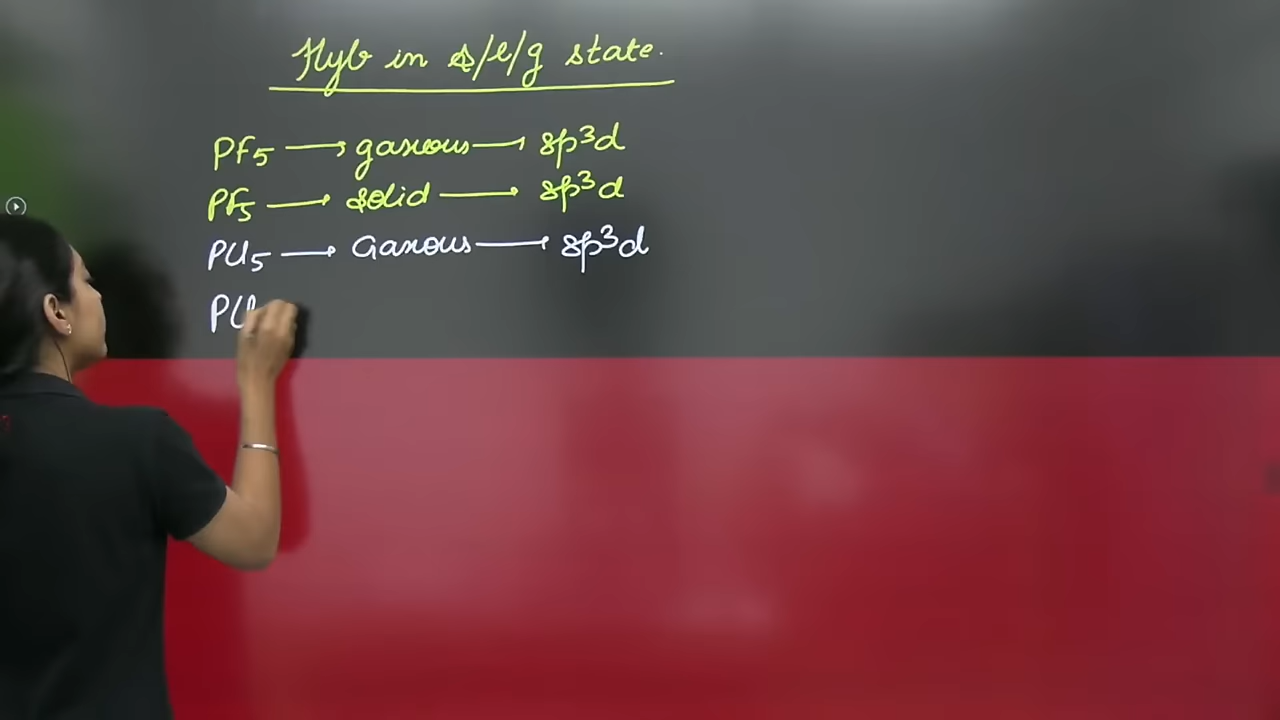 Hyb in s/l/g state.
PF5 → gaseous → sp³d
PF5 → solid → sp³d
PCl5 → Gaseous → sp³d
PCl